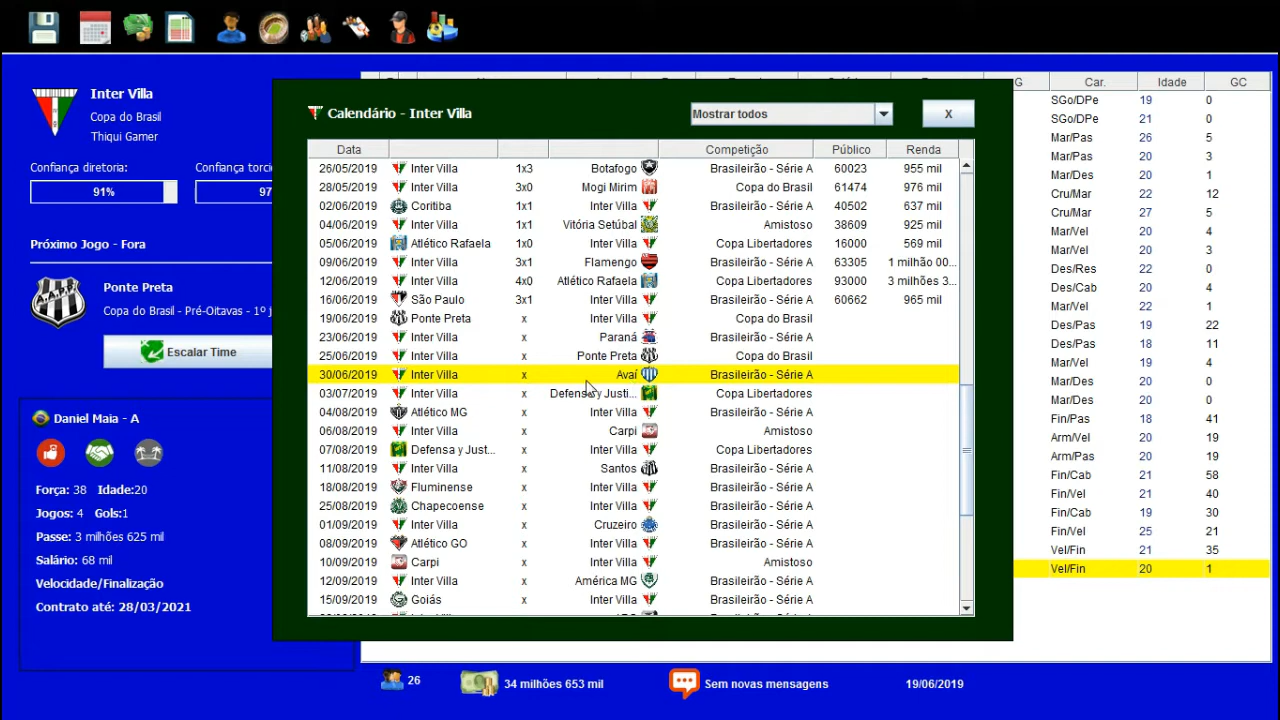 Inter Villa
Copa do Brasil
Thiqui Gamer
Confiança diretoria: Confiança torcid
91% 97
Próximo Jogo - Fora
Ponte Preta
Copa do Brasil - Pré-Oitavas - 1º j
Escalar Time
Daniel Maia - A
Força: 38 Idade:20
Jogos: 4 Gols:1
Passe: 3 milhões 625 mil
Salário: 68 mil
Velocidade/Finalização
Contrato até: 28/03/2021
Calendário - Inter Villa Mostrar todos X
Data Competição Público Renda
26/05/2019 Inter Villa 1x3 Botafogo Brasileirão - Série A 60023 955 mil
28/05/2019 Inter Villa 3x0 Mogi Mirim Copa do Brasil 61474 976 mil
02/06/2019 Coritiba 1x1 Inter Villa Brasileirão - Série A 40502 637 mil
04/06/2019 Inter Villa 1x1 Vitória Setúbal Amistoso 38609 925 mil
05/06/2019 Atlético Rafaela 1x0 Inter Villa Copa Libertadores 16000 569 mil
09/06/2019 Inter Villa 3x1 Flamengo Brasileirão - Série A 63305 1 milhão 00...
12/06/2019 Inter Villa 4x0 Atlético Rafaela Copa Libertadores 93000 3 milhões 3...
16/06/2019 São Paulo 3x1 Inter Villa Brasileirão - Série A 60662 965 mil
19/06/2019 Ponte Preta x Inter Villa Copa do Brasil
23/06/2019 Inter Villa x Paraná Brasileirão - Série A
25/06/2019 Inter Villa x Ponte Preta Copa do Brasil
30/06/2019 Inter Villa x Avaí Brasileirão - Série A
03/07/2019 Inter Villa x Defensa y Justi... Copa Libertadores
04/08/2019 Atlético MG x Inter Villa Brasileirão - Série A
06/08/2019 Inter Villa x Carpi Amistoso
07/08/2019 Defensa y Just... x Inter Villa Copa Libertadores
11/08/2019 Inter Villa x Santos Brasileirão - Série A
18/08/2019 Fluminense x Inter Villa Brasileirão - Série A
25/08/2019 Chapecoense x Inter Villa Brasileirão - Série A
01/09/2019 Inter Villa x Cruzeiro Brasileirão - Série A
08/09/2019 Atlético GO x Inter Villa Brasileirão - Série A
10/09/2019 Carpi x Inter Villa Amistoso
12/09/2019 Inter Villa x América MG Brasileirão - Série A
15/09/2019 Goiás x Inter Villa Brasileirão - Série A
G Car. Idade GC
SGo/DPe 19 0
SGo/DPe 21 0
Mar/Pas 26 5
Mar/Pas 20 3
Mar/Des 20 1
Cru/Mar 22 12
Cru/Mar 27 5
Mar/Vel 20 4
Mar/Vel 20 3
Des/Res 22 0
Des/Cab 20 4
Mar/Vel 22 1
Des/Pas 19 22
Des/Pas 18 11
Mar/Vel 19 4
Mar/Des 20 0
Mar/Des 20 0
Fin/Pas 18 41
Arm/Vel 20 19
Arm/Pas 20 19
Fin/Cab 21 58
Fin/Vel 21 40
Fin/Cab 19 30
Fin/Vel 25 21
Vel/Fin 21 35
Vel/Fin 20 1
26 34 milhões 653 mil Sem novas mensagens 19/06/2019